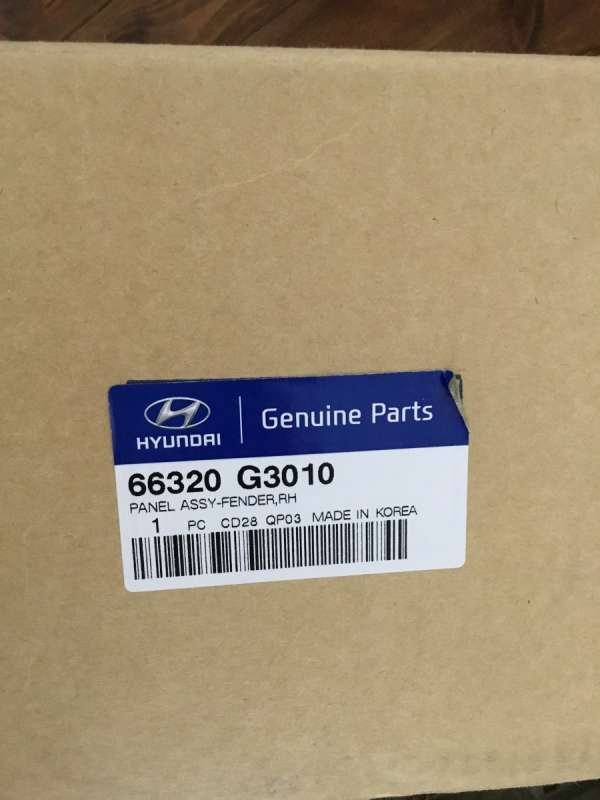 HYUNDAI
Genuine Parts
66320 G3010
PANEL ASSY-FENDER,RH
1 PC CD28 QP03 MADE IN KOREA